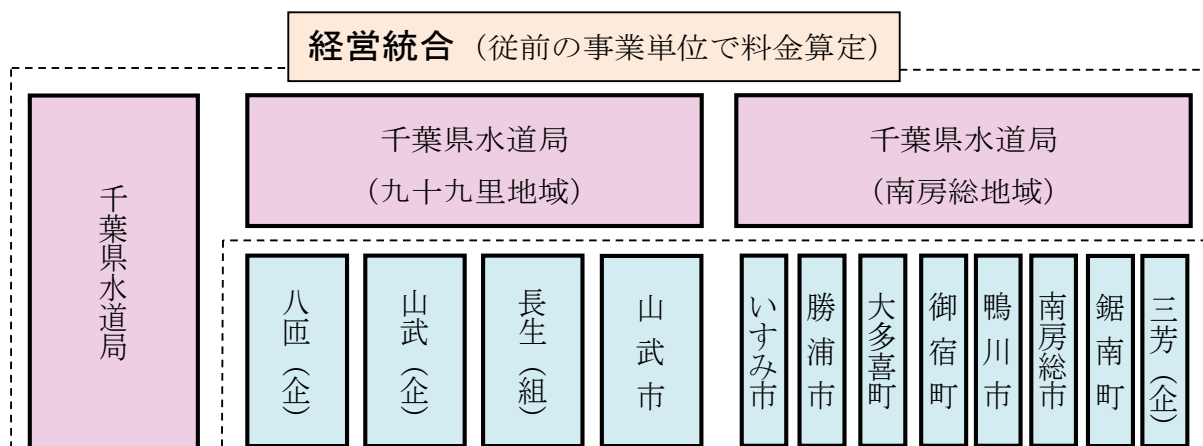 経営統合（従前の事業単位で料金算定）
千葉県水道局
千葉県水道局
（九十九里地域）
千葉県水道局
（南房総地域）
八匝（企）
山武（企）
長生（組）
山武市
いすみ市
勝浦市
大多喜町
御宿町
鴨川市
南房総市
鋸南町
三芳（企）